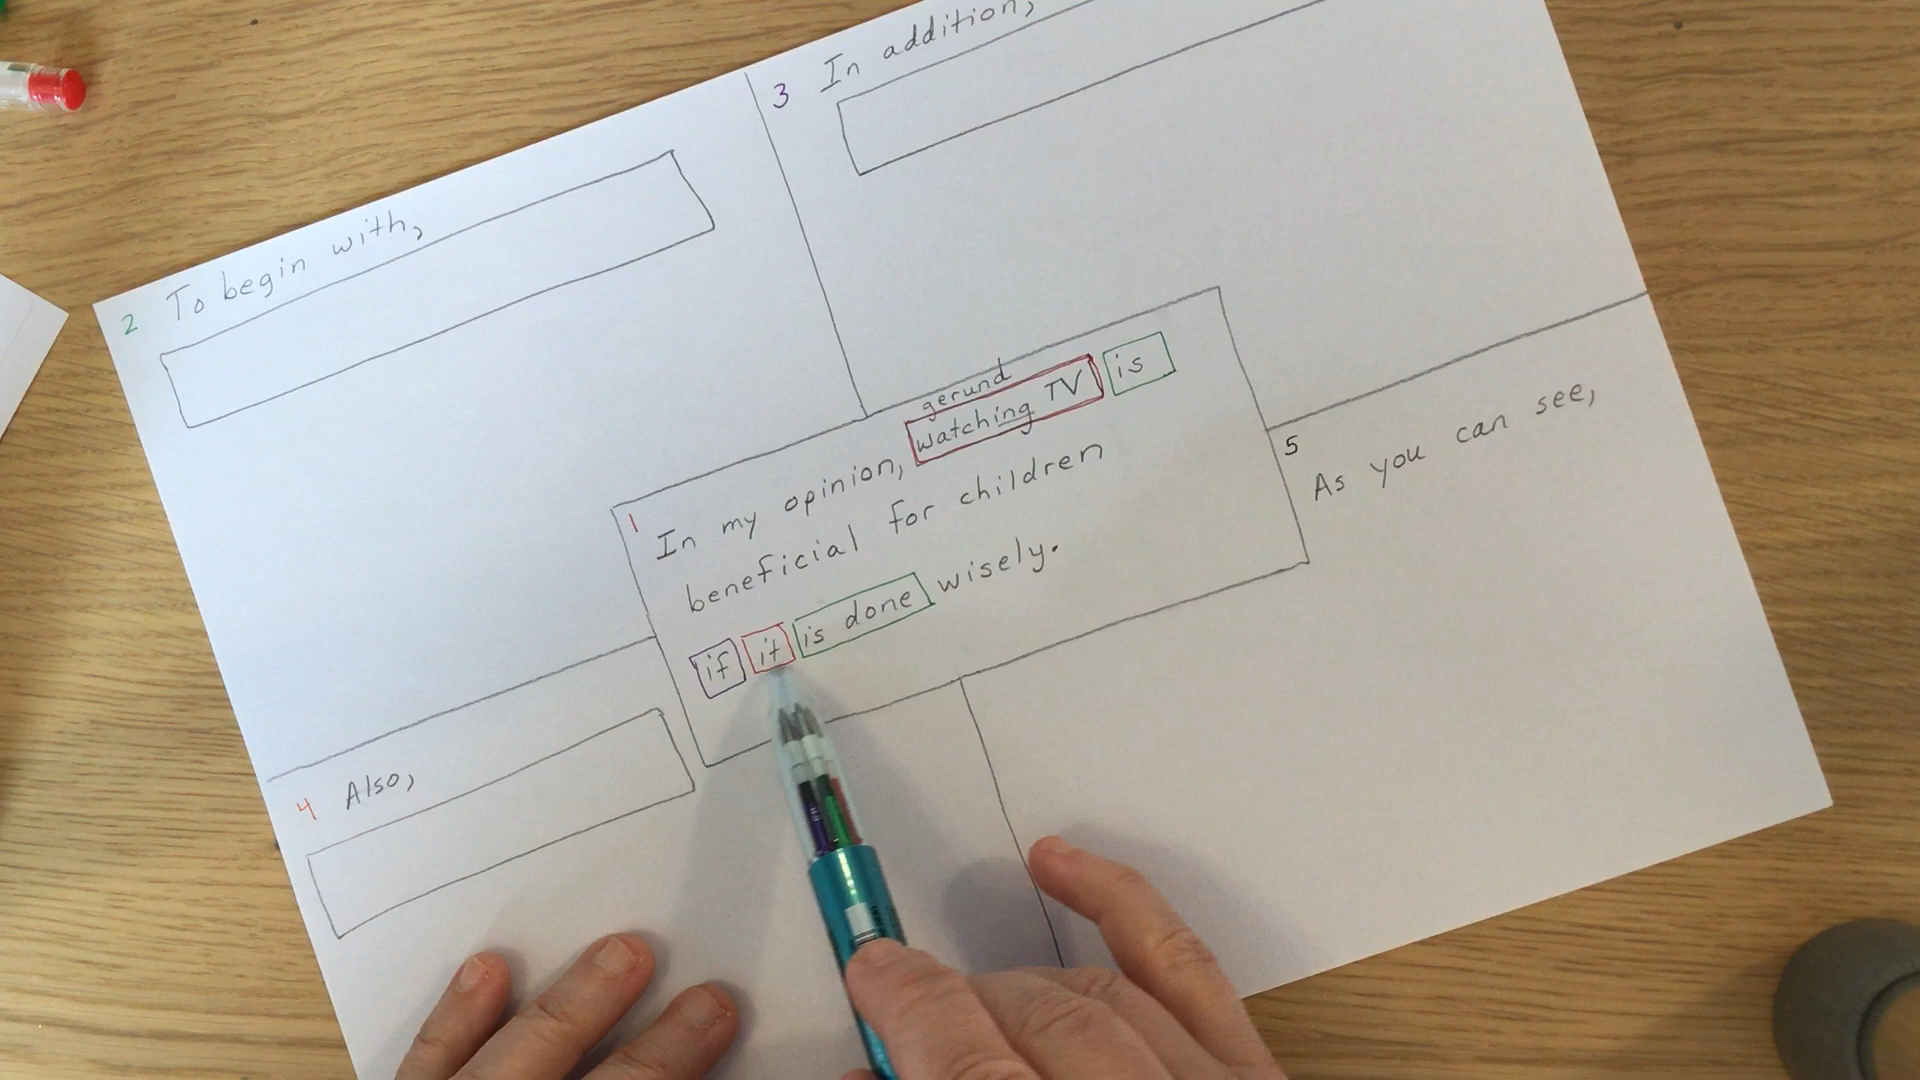 3 In addition,
2 To begin with,
gerund
1 In my opinion, watching TV is
beneficial for children
if it is done wisely.
4 Also,
5
As you can see,